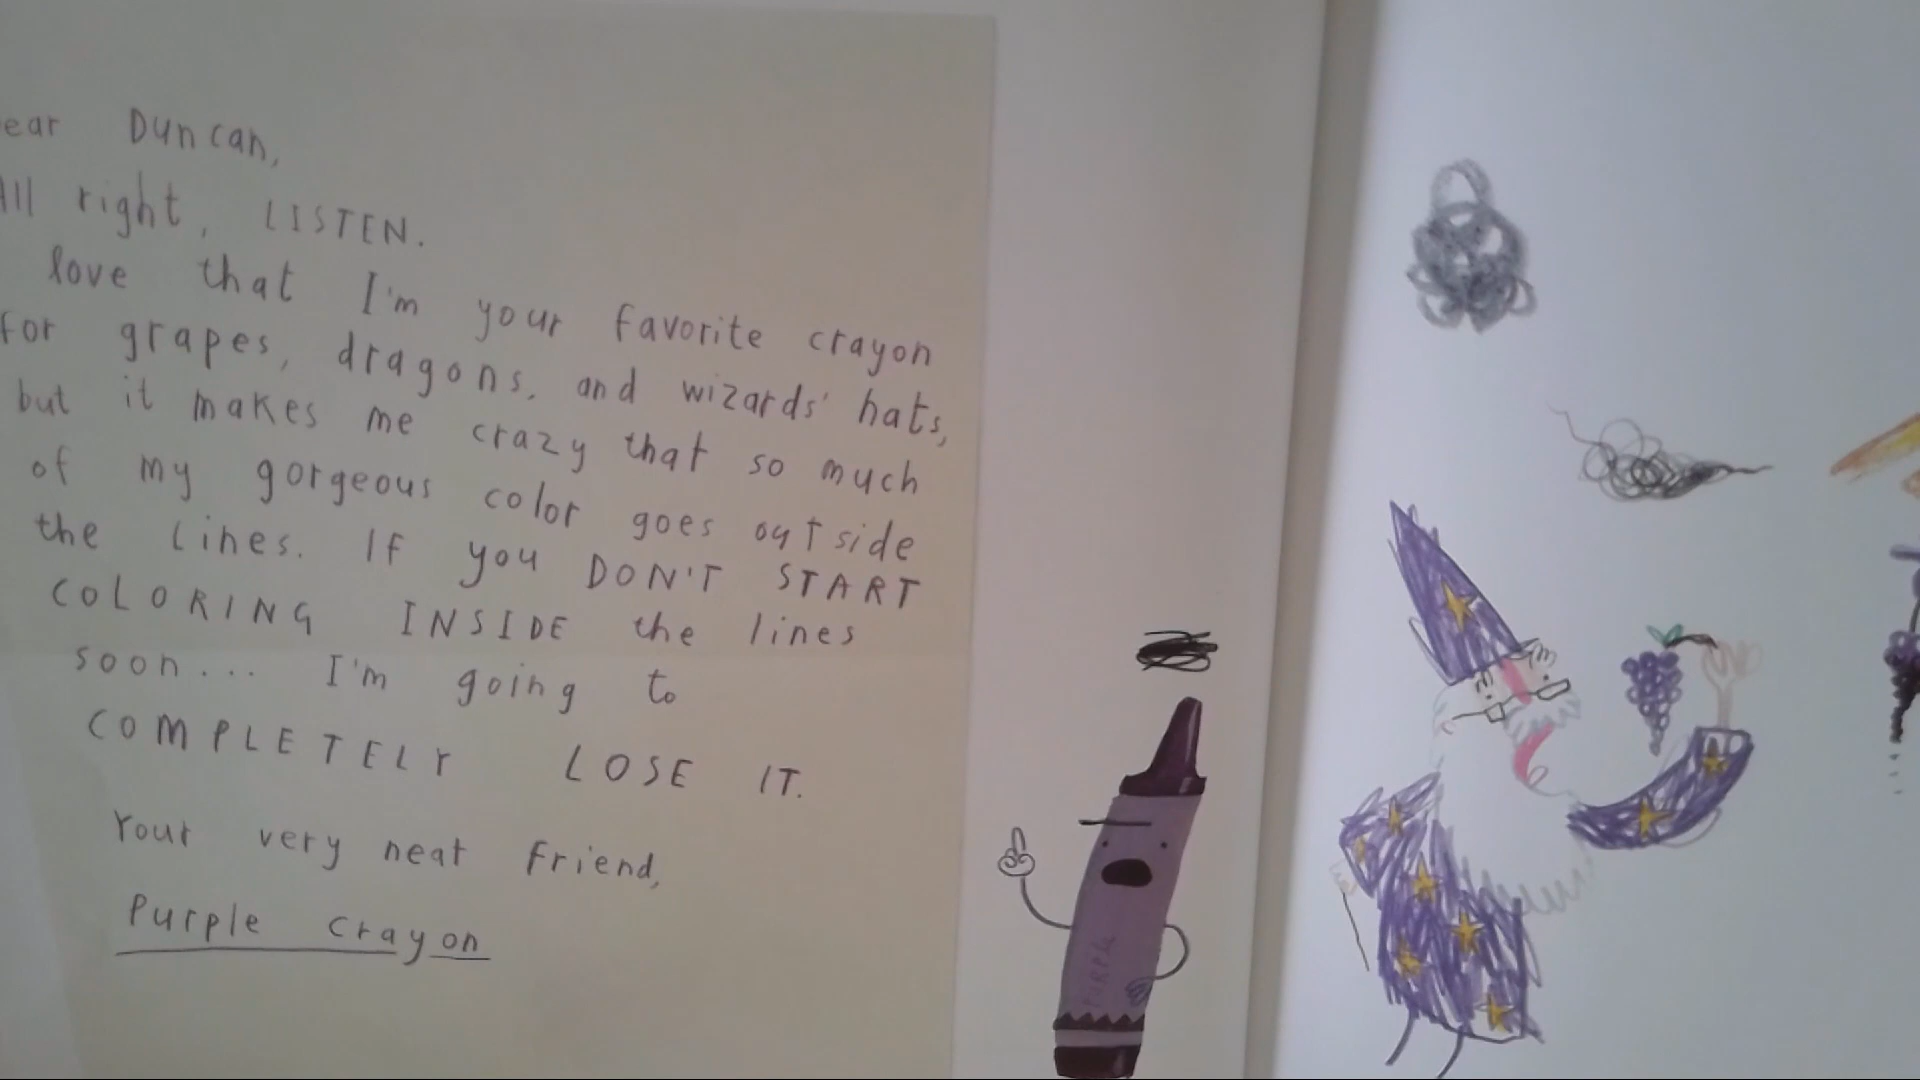 ear Duncan,
All right, LISTEN.
love that I'm your favorite crayon
for grapes, dragons, and wizards' hats,
but it makes me crazy that so much
of my gorgeous color goes outside
the lines. If you DON'T START
COLORING INSIDE the lines
soon... I'm going to
COMPLETELY LOSE IT.
Your very neat friend,
Purple Crayon
PURPLE